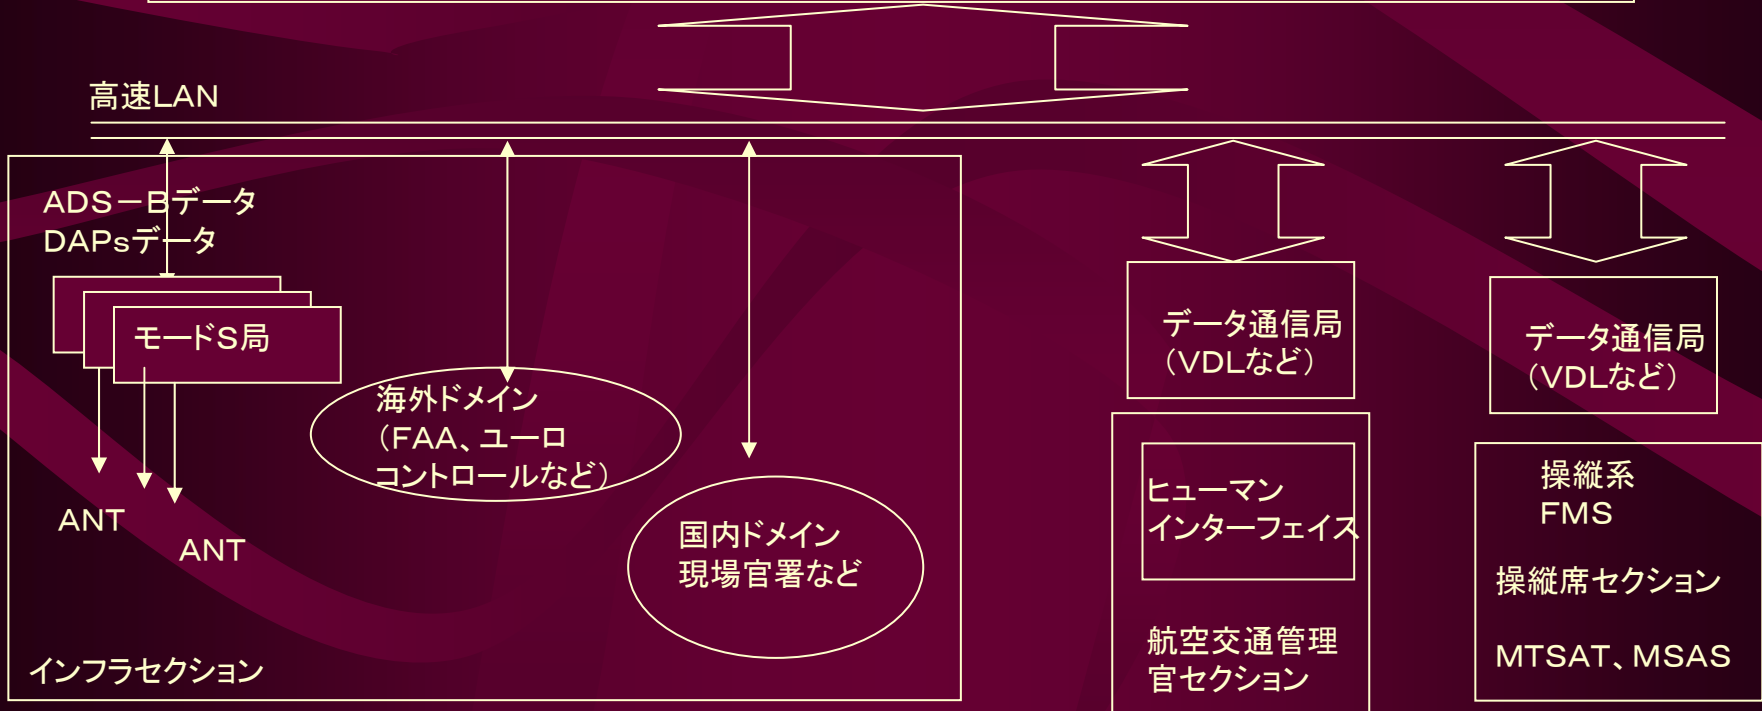 高速LAN
ADS－Bデータ
DAPsデータ
モードS局
ANT
ANT
海外ドメイン
（FAA、ユーロ
コントロールなど）
国内ドメイン
現場官署など
インフラセクション
データ通信局
（VDLなど）
ヒューマン
インターフェイス
航空交通管理
官セクション
データ通信局
（VDLなど）
操縦系
FMS
操縦席セクション
MTSAT、MSAS